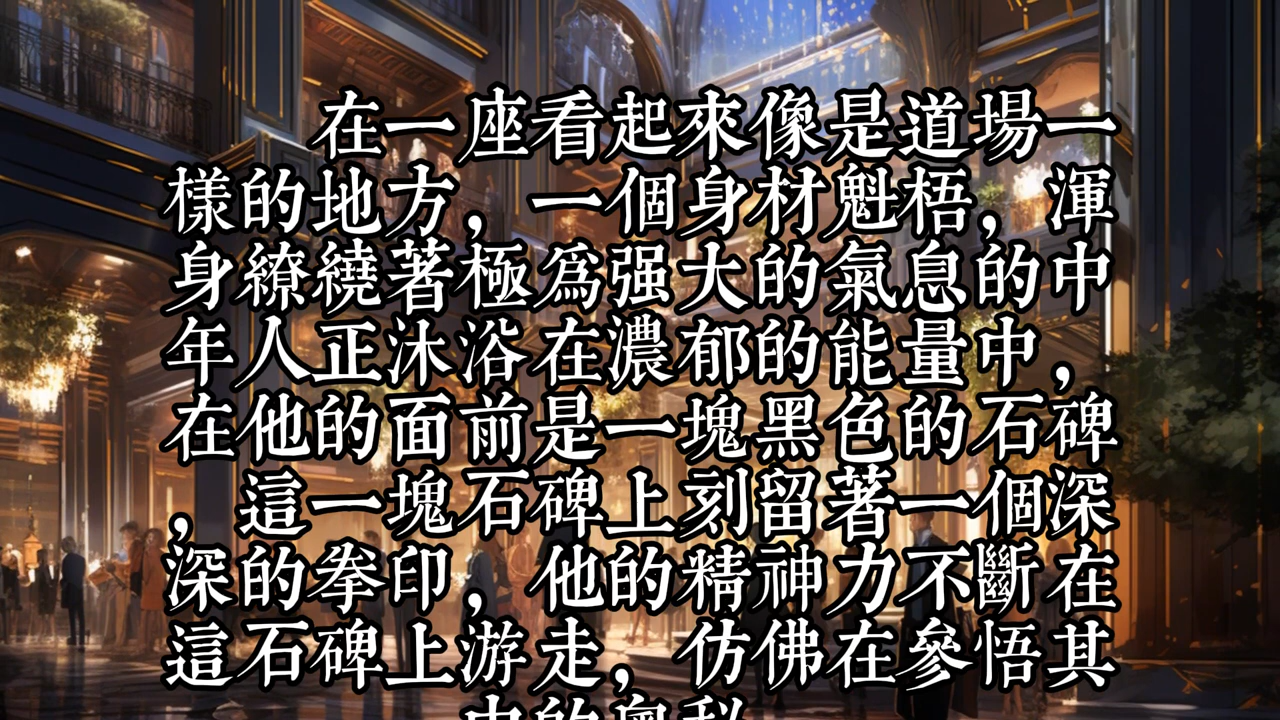 在一座看起來像是道場一
樣的地方，一個身材魁梧，渾
身繚繞著極為强大的氣息的中
年人正沐浴在濃郁的能量中，
在他的面前是一塊黑色的石碑
，這一塊石碑上刻留著一個深
深的拳印，他的精神力不斷在
這石碑上游走，仿佛在參悟其
中的奧秘